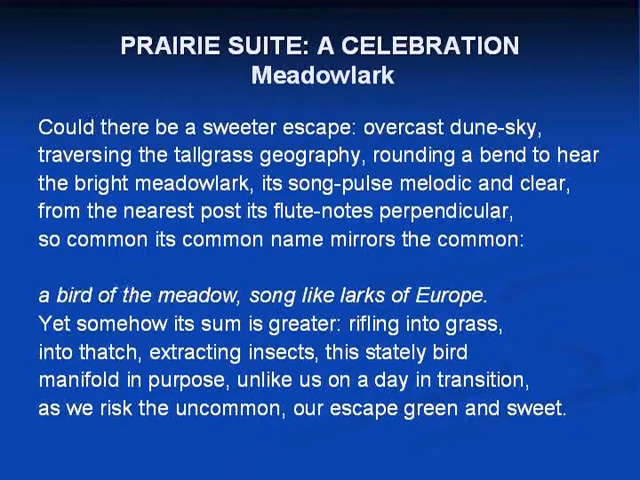 PRAIRIE SUITE: A CELEBRATION
Meadowlark
Could there be a sweeter escape: overcast dune-sky,
traversing the tallgrass geography, rounding a bend to hear
the bright meadowlark, its song-pulse melodic and clear,
from the nearest post its flute-notes perpendicular,
so common its common name mirrors the common:
a bird of the meadow, song like larks of Europe.
Yet somehow its sum is greater: rifling into grass,
into thatch, extracting insects, this stately bird
manifold in purpose, unlike us on a day in transition,
as we risk the uncommon, our escape green and sweet.